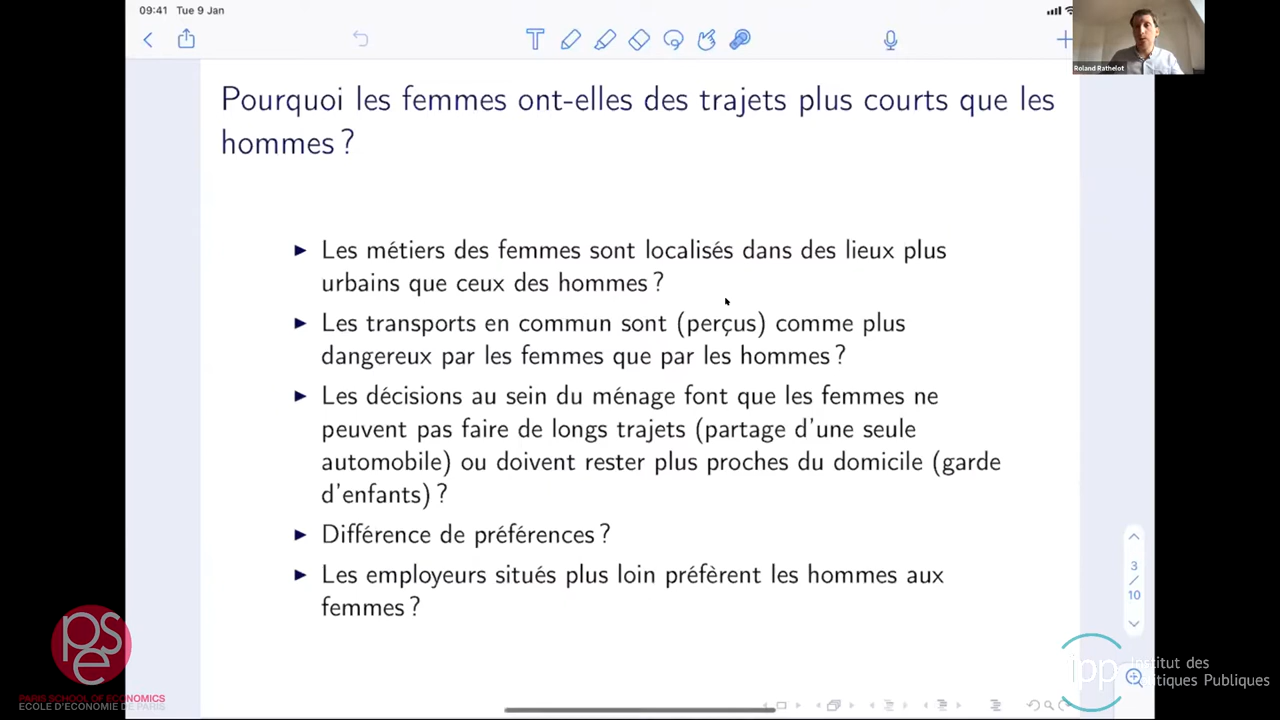 09:41 Tue 9 Jan
Roland Rathelot
Pourquoi les femmes ont-elles des trajets plus courts que les
hommes ?
▶ Les métiers des femmes sont localisés dans des lieux plus
urbains que ceux des hommes ?
▶ Les transports en commun sont (perçus) comme plus
dangereux par les femmes que par les hommes ?
▶ Les décisions au sein du ménage font que les femmes ne
peuvent pas faire de longs trajets (partage d'une seule
automobile) ou doivent rester plus proches du domicile (garde
d'enfants) ?
▶ Différence de préférences ?
▶ Les employeurs situés plus loin préfèrent les hommes aux
femmes ?
3
/
10
pse
PARIS SCHOOL OF ECONOMICS
ECOLE D'ECONOMIE DE PARIS
ipp
Institut des
Politiques Publiques